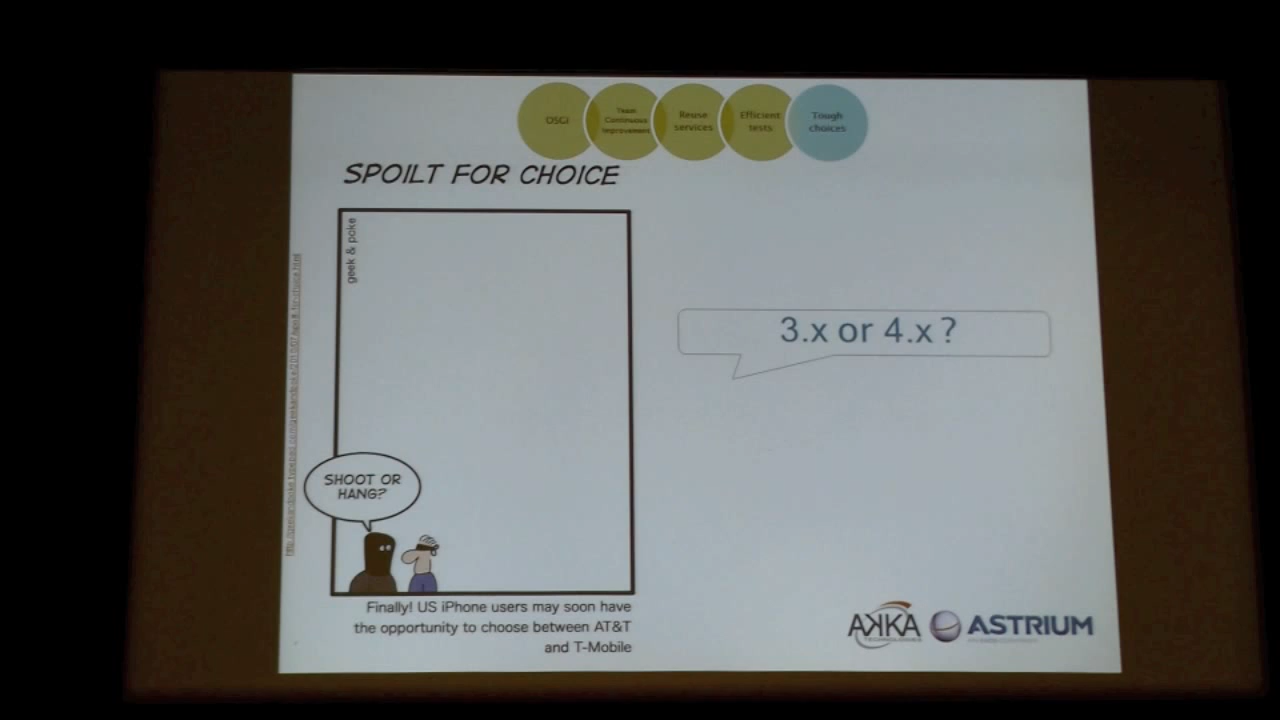 OSGi
Team
Continuous
Improvement
Reuse
services
Efficient
tests
Tough
choices
SPOILT FOR CHOICE
geek & poke
3.x or 4.x ?
SHOOT OR
HANG?
Finally! US iPhone users may soon have
the opportunity to choose between AT&T
and T-Mobile
AKKA
TECHNOLOGIES
ASTRIUM